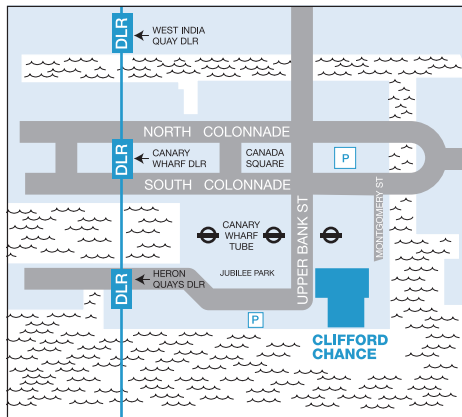 DLR
WEST INDIA
QUAY DLR
NORTH COLONNADE
DLR
CANARY
WHARF DLR
CANADA
SQUARE
P
SOUTH COLONNADE
MONTGOMERY ST
UPPER BANK ST
CANARY
WHARF
TUBE
DLR
HERON
QUAYS DLR
JUBILEE PARK
P
CLIFFORD
CHANCE